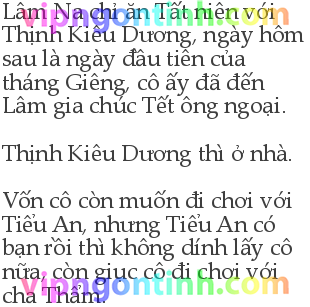 Lâm Na chỉ ăn Tất niên với
Thịnh Kiêu Dương, ngày hôm
sau là ngày đầu tiên của
tháng Giêng, cô ấy đã đến
Lâm gia chúc Tết ông ngoại.
Thịnh Kiêu Dương thì ở nhà.
Vốn cô còn muốn đi chơi với
Tiểu An, nhưng Tiểu An có
bạn rồi thì không dính lấy cô
nữa, còn giục cô đi chơi với
cha Thẩm.
vipngontinh.com
vipngontinh.com